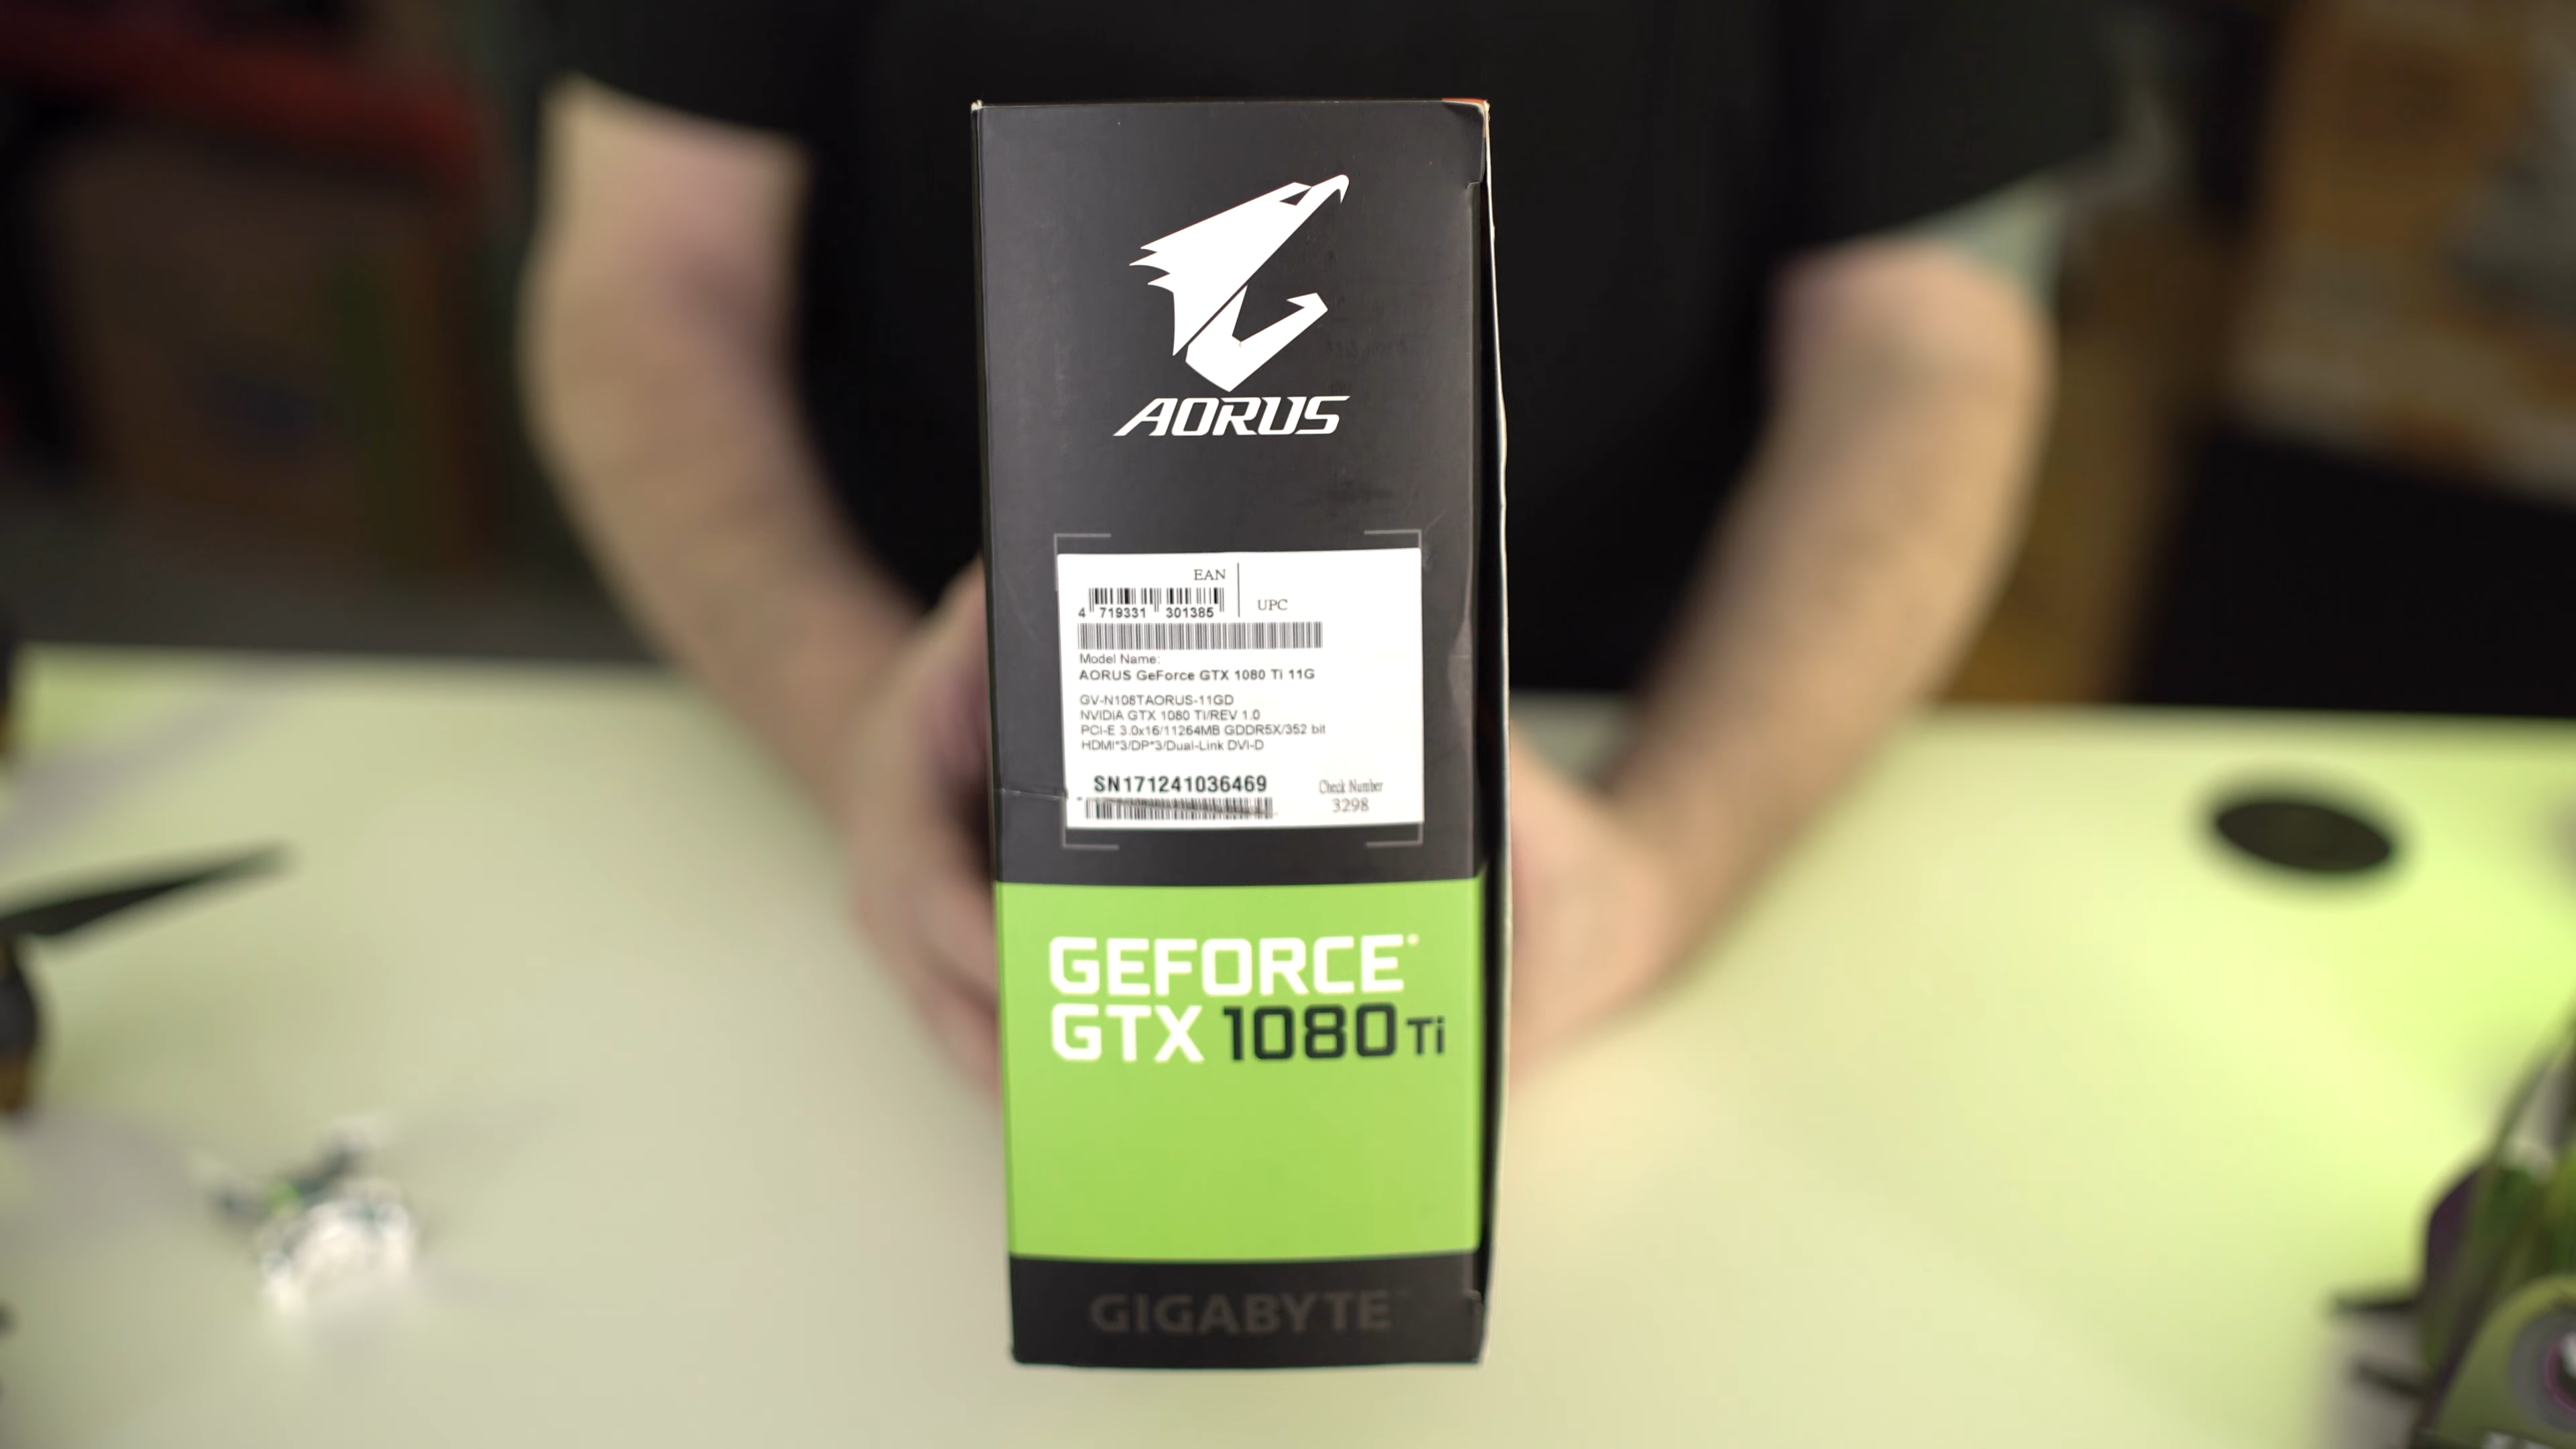 AORUS
EAN
UPC
4 719331 301385
Model Name:
AORUS GeForce GTX 1080 Ti 11G
GV-N108TAORUS-11GD
NVIDIA GTX 1080 Ti/REV 1.0
PCI-E 3.0x16/11264MB GDDR5X/352 bit
HDMI*3/DP*3/Dual-Link DVI-D
SN171241036469
Check Number
3298
GEFORCE
GTX 1080 Ti
GIGABYTE